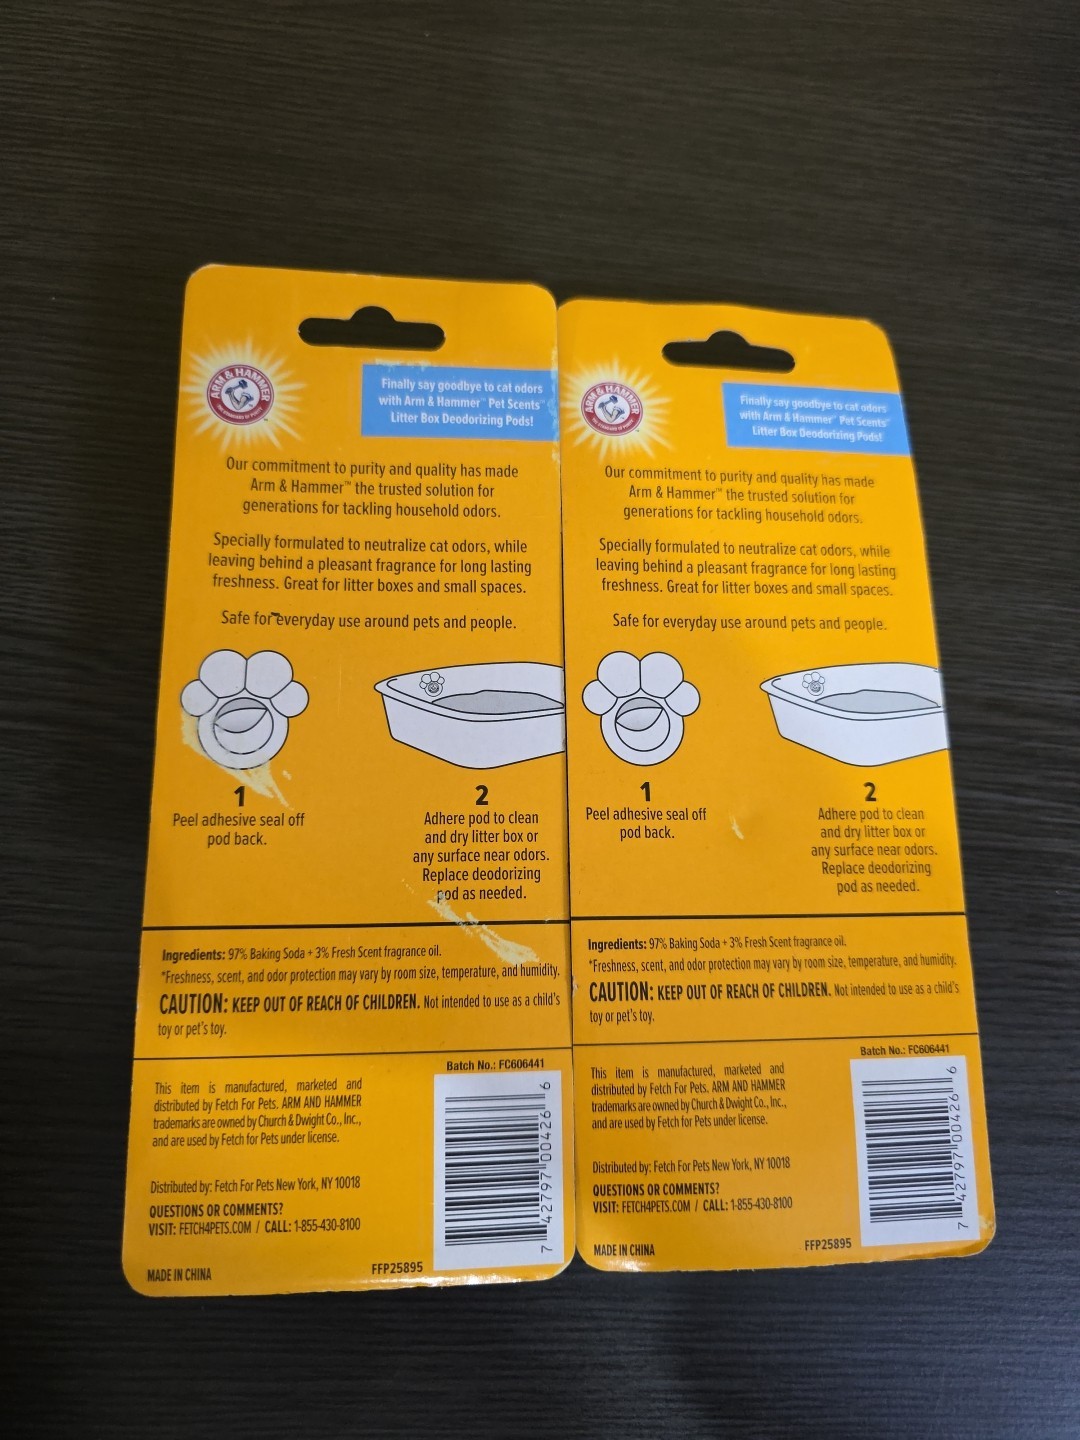 ARM & HAMMER
THE STANDARD OF PURITY
Finally say goodbye to cat odors
with Arm & Hammer™ Pet Scents™
Litter Box Deodorizing Pods!
Our commitment to purity and quality has made
Arm & Hammer™ the trusted solution for
generations for tackling household odors.
Specially formulated to neutralize cat odors, while
leaving behind a pleasant fragrance for long lasting
freshness. Great for litter boxes and small spaces.
Safe for everyday use around pets and people.
1
Peel adhesive seal off
pod back.
2
Adhere pod to clean
and dry litter box or
any surface near odors.
Replace deodorizing
pod as needed.
Ingredients: 97% Baking Soda + 3% Fresh Scent fragrance oil.
*Freshness, scent, and odor protection may vary by room size, temperature, and humidity.
CAUTION: KEEP OUT OF REACH OF CHILDREN. Not intended to use as a child's
toy or pet's toy.
Batch No.: FC606441
This item is manufactured, marketed and
distributed by Fetch For Pets. ARM AND HAMMER
trademarks are owned by Church & Dwight Co., Inc.,
and are used by Fetch for Pets under license.
Distributed by: Fetch For Pets New York, NY 10018
QUESTIONS OR COMMENTS?
VISIT: FETCH4PETS.COM / CALL: 1-855-430-8100
MADE IN CHINA
FFP25895
7 42797 00426 6
ARM & HAMMER
THE STANDARD OF PURITY
Finally say goodbye to cat odors
with Arm & Hammer™ Pet Scents™
Litter Box Deodorizing Pods!
Our commitment to purity and quality has made
Arm & Hammer™ the trusted solution for
generations for tackling household odors.
Specially formulated to neutralize cat odors, while
leaving behind a pleasant fragrance for long lasting
freshness. Great for litter boxes and small spaces.
Safe for everyday use around pets and people.
1
Peel adhesive seal off
pod back.
2
Adhere pod to clean
and dry litter box or
any surface near odors.
Replace deodorizing
pod as needed.
Ingredients: 97% Baking Soda + 3% Fresh Scent fragrance oil.
*Freshness, scent, and odor protection may vary by room size, temperature, and humidity.
CAUTION: KEEP OUT OF REACH OF CHILDREN. Not intended to use as a child's
toy or pet's toy.
Batch No.: FC606441
This item is manufactured, marketed and
distributed by Fetch For Pets. ARM AND HAMMER
trademarks are owned by Church & Dwight Co., Inc.,
and are used by Fetch for Pets under license.
Distributed by: Fetch For Pets New York, NY 10018
QUESTIONS OR COMMENTS?
VISIT: FETCH4PETS.COM / CALL: 1-855-430-8100
MADE IN CHINA
FFP25895
7 42797 00426 6